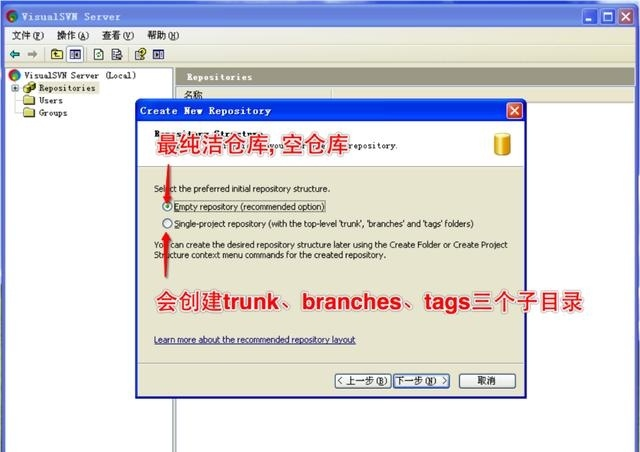 VisualSVN Server
文件(F) 操作(A) 查看(V) 帮助(H)
VisualSVN Server (Local)
Repositories
Users
Groups
Repositories
名称
Create New Repository
最纯洁仓库, 空仓库
repository.
Select the preferred initial repository structure.
Empty repository (recommended option)
Single-project repository (with the top-level 'trunk', 'branches' and 'tags' folders)
You can create the desired repository structure later using the Create Folder or Create Project
Structure context menu commands for the created repository.
会创建trunk、branches、tags三个子目录
Learn more about the recommended repository layout
< 上一步(B) 下一步(N) > 取消